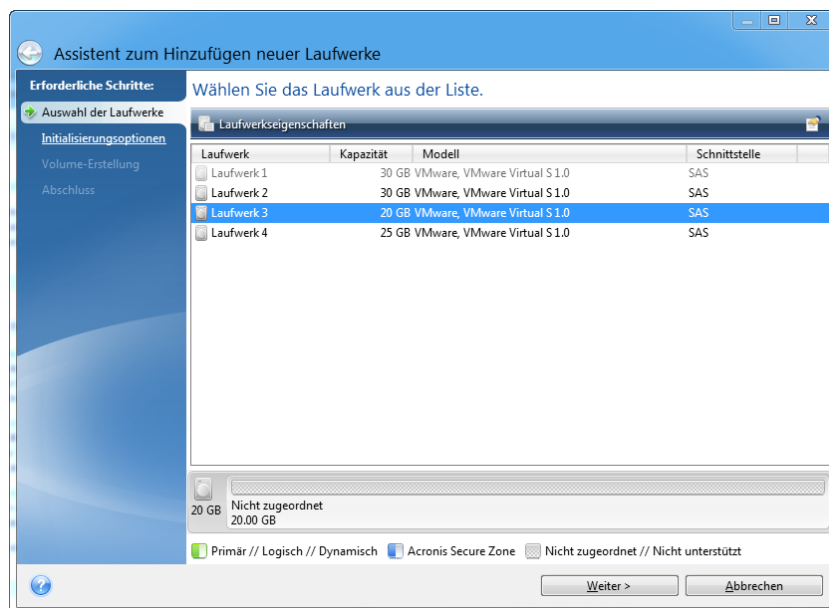 Assistent zum Hinzufügen neuer Laufwerke
Erforderliche Schritte:
Auswahl der Laufwerke
Initialisierungsoptionen
Volume-Erstellung
Abschluss
Wählen Sie das Laufwerk aus der Liste.
Laufwerkseigenschaften
Laufwerk Kapazität Modell Schnittstelle
Laufwerk 1 30 GB VMware, VMware Virtual S 1.0 SAS
Laufwerk 2 30 GB VMware, VMware Virtual S 1.0 SAS
Laufwerk 3 20 GB VMware, VMware Virtual S 1.0 SAS
Laufwerk 4 25 GB VMware, VMware Virtual S 1.0 SAS
20 GB Nicht zugeordnet
20.00 GB
Primär // Logisch // Dynamisch Acronis Secure Zone Nicht zugeordnet // Nicht unterstützt
? Weiter > Abbrechen